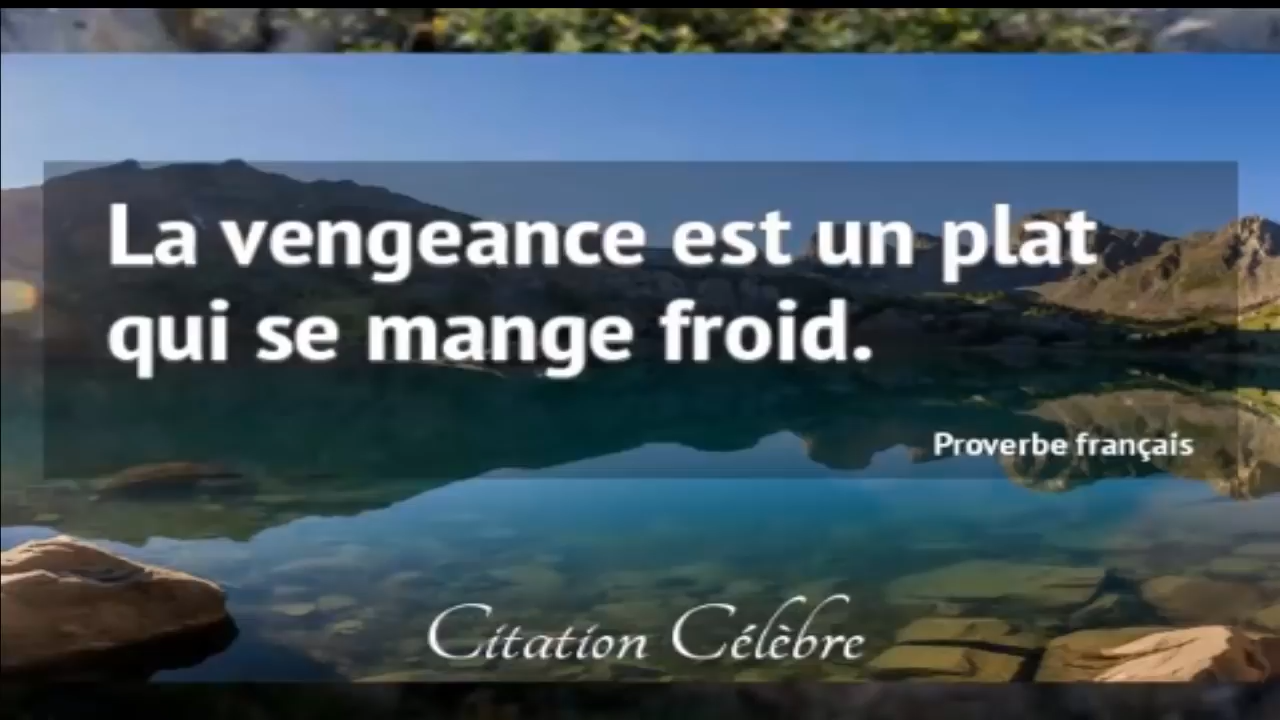 La vengeance est un plat
qui se mange froid.
Proverbe français
Citation Célèbre